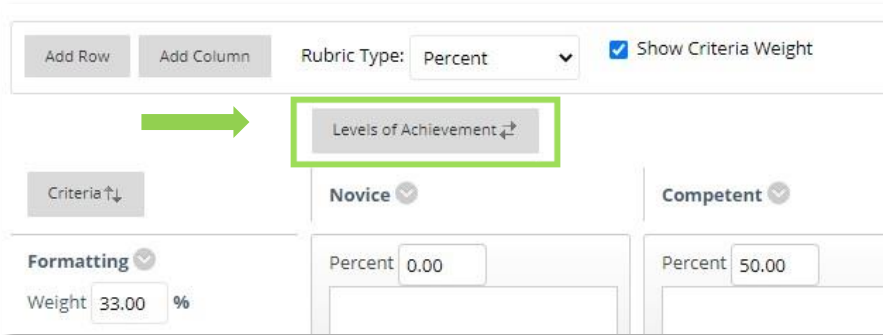 Add Row Add Column Rubric Type: Percent Show Criteria Weight
Levels of Achievement
Criteria Novice Competent
Formatting Percent 0.00 Percent 50.00
Weight 33.00 %